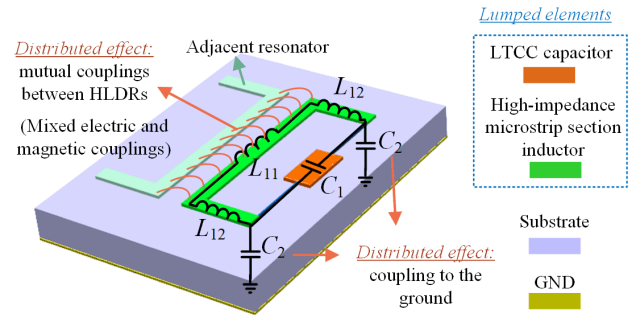 Distributed effect:
mutual couplings
between HLDRs
(Mixed electric and
magnetic couplings)
Adjacent resonator
L12
C2
L11
C1
L12
C2
Distributed effect:
coupling to the
ground
Lumped elements
LTCC capacitor
High-impedance
microstrip section
inductor
Substrate
GND